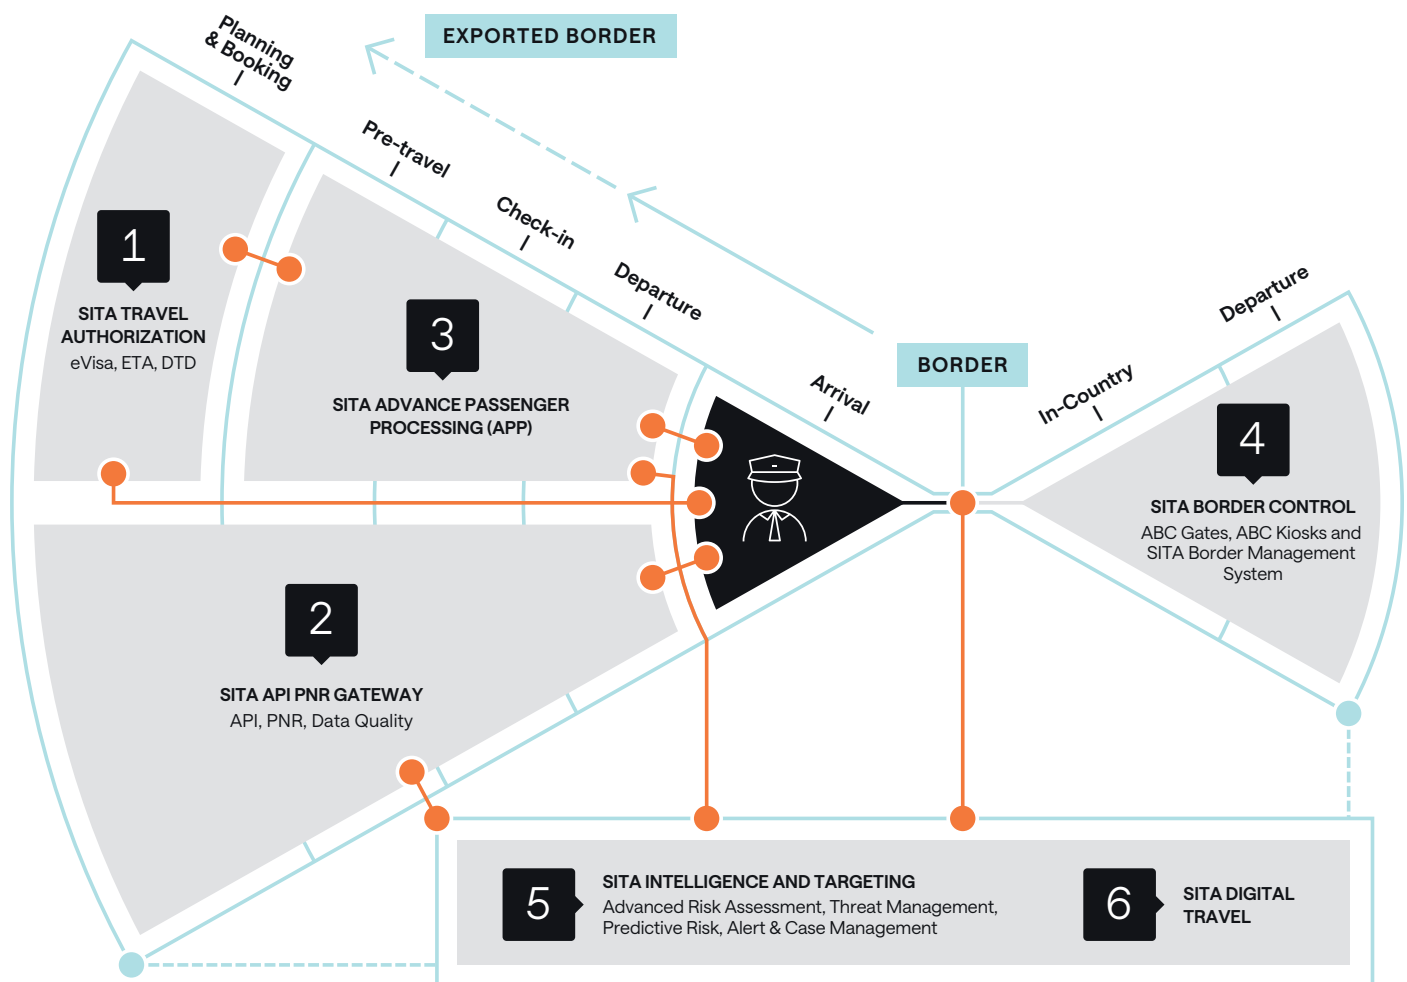 Planning
& Booking
EXPORTED BORDER
Pre-travel
Check-in
Departure
Arrival
BORDER
In-Country
Departure
1
SITA TRAVEL
AUTHORIZATION
eVisa, ETA, DTD
3
SITA ADVANCE PASSENGER
PROCESSING (APP)
4
SITA BORDER CONTROL
ABC Gates, ABC Kiosks and
SITA Border Management
System
2
SITA API PNR GATEWAY
API, PNR, Data Quality
5
SITA INTELLIGENCE AND TARGETING
Advanced Risk Assessment, Threat Management,
Predictive Risk, Alert & Case Management
6
SITA DIGITAL
TRAVEL